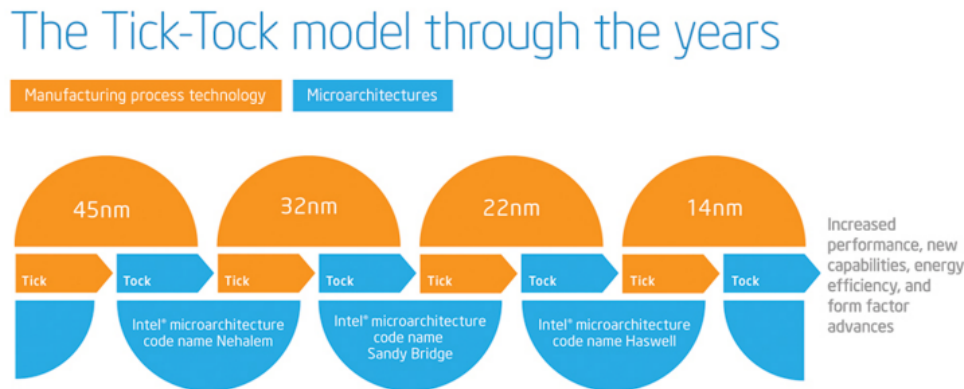 The Tick-Tock model through the years
Manufacturing process technology
Microarchitectures
45nm
32nm
22nm
14nm
Tick
Tock
Tick
Tock
Tick
Tock
Tick
Tock
Intel® microarchitecture
code name Nehalem
Intel® microarchitecture
code name
Sandy Bridge
Intel® microarchitecture
code name Haswell
Increased
performance, new
capabilities, energy
efficiency, and
form factor
advances